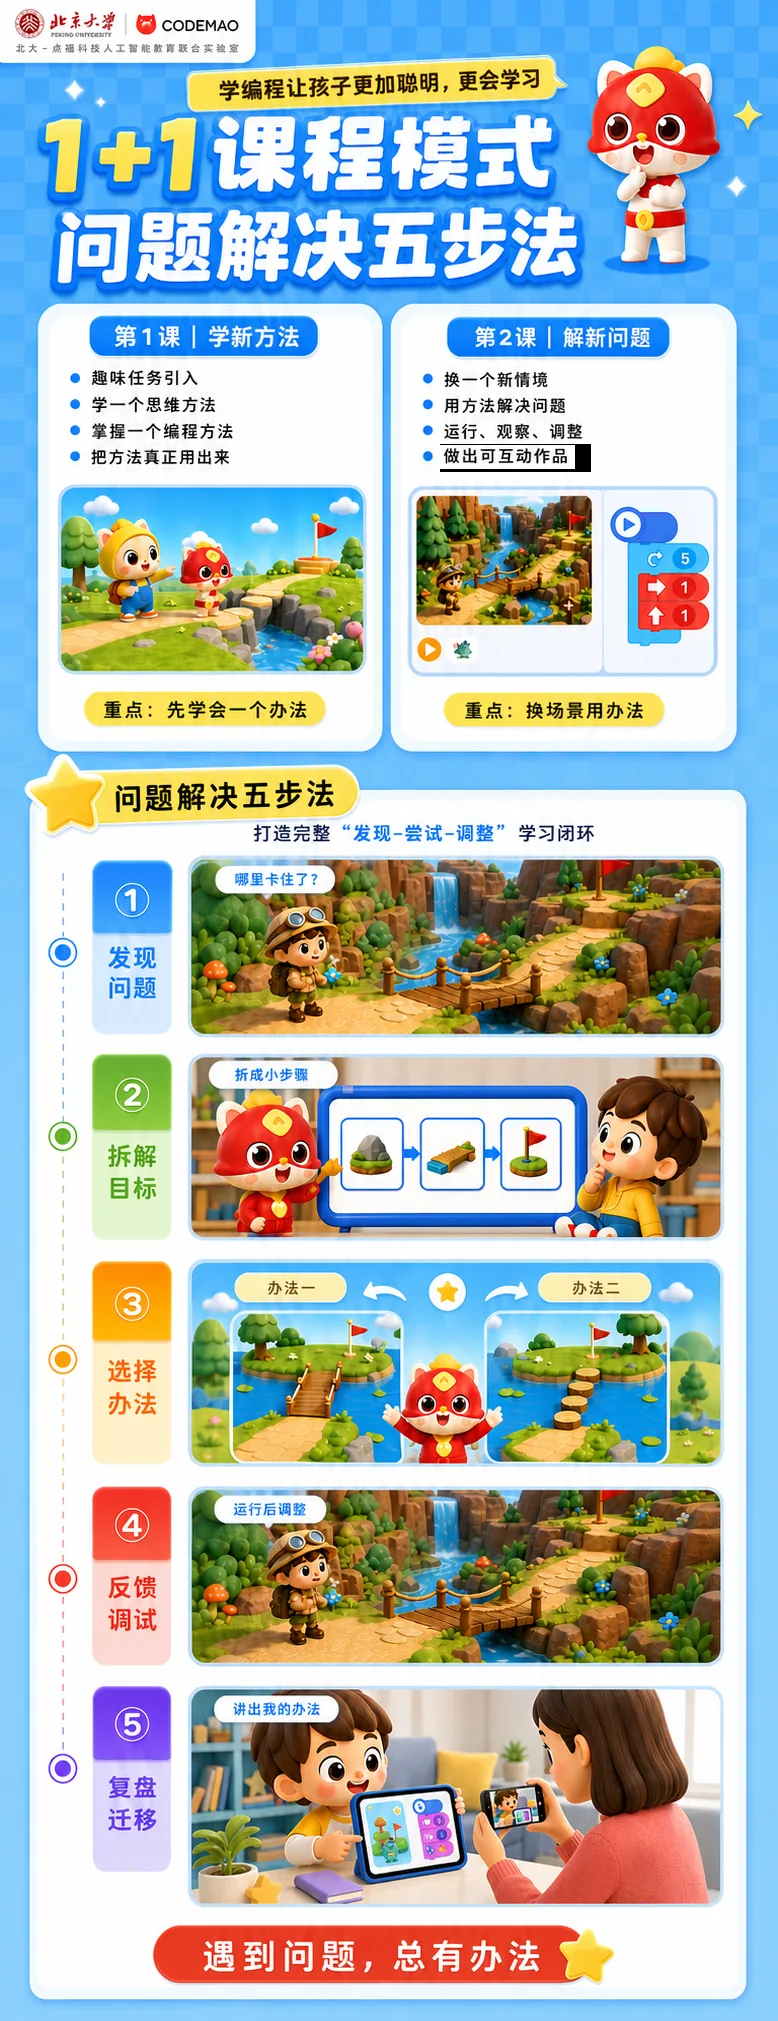 北京大学
PEKING UNIVERSITY
CODEMAO
北大-点猫科技人工智能教育联合实验室
学编程让孩子更加聪明，更会学习
1+1课程模式
问题解决五步法
第1课｜学新方法
趣味任务引入
学一个思维方法
掌握一个编程方法
把方法真正用出来
重点：先学会一个办法
第2课｜解新问题
换一个新情境
用方法解决问题
运行、观察、调整
做出可互动作品
5
1
1
重点：换场景用办法
问题解决五步法
打造完整“发现-尝试-调整”学习闭环
①
发现
问题
哪里卡住了？
②
拆解
目标
折成小步骤
③
选择
办法
办法一
办法二
④
反馈
调试
运行后调整
⑤
复盘
迁移
讲出我的办法
遇到问题，总有办法